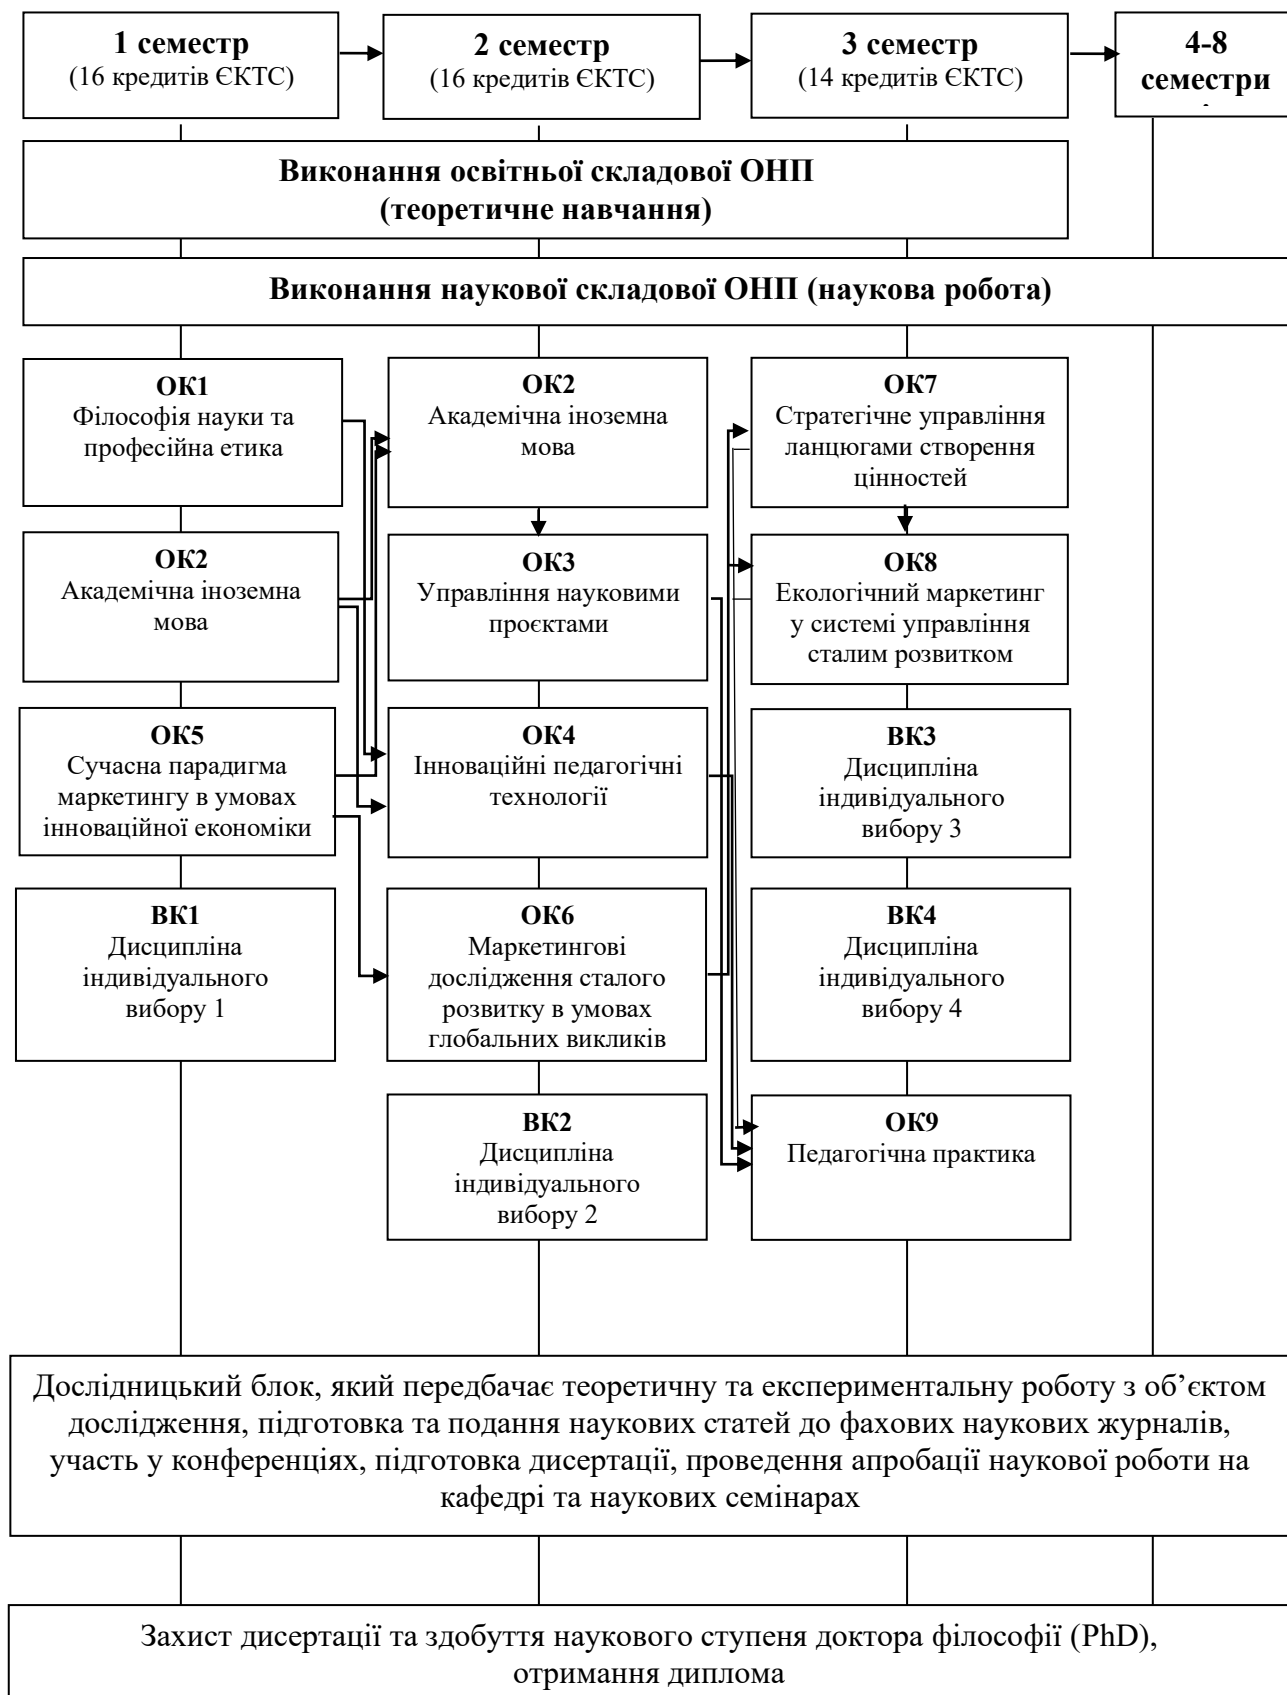 1 семестр
(16 кредитів ЄКТС)
2 семестр
(16 кредитів ЄКТС)
3 семестр
(14 кредитів ЄКТС)
4-8
семестри
Виконання освітньої складової ОНП
(теоретичне навчання)
Виконання наукової складової ОНП (наукова робота)
ОК1
Філософія науки та
професійна етика
ОК2
Академічна іноземна
мова
ОК5
Сучасна парадигма
маркетингу в умовах
інноваційної економіки
ВК1
Дисципліна
індивідуального
вибору 1
ОК2
Академічна іноземна
мова
ОК3
Управління науковими
проєктами
ОК4
Інноваційні педагогічні
технології
ОК6
Маркетингові
дослідження сталого
розвитку в умовах
глобальних викликів
ВК2
Дисципліна
індивідуального
вибору 2
ОК7
Стратегічне управління
ланцюгами створення
цінностей
ОК8
Екологічний маркетинг
у системі управління
сталим розвитком
ВК3
Дисципліна
індивідуального
вибору 3
ВК4
Дисципліна
індивідуального
вибору 4
ОК9
Педагогічна практика
Дослідницький блок, який передбачає теоретичну та експериментальну роботу з об’єктом
дослідження, підготовка та подання наукових статей до фахових наукових журналів,
участь у конференціях, підготовка дисертації, проведення апробації наукової роботи на
кафедрі та наукових семінарах
Захист дисертації та здобуття наукового ступеня доктора філософії (PhD),
отримання диплома